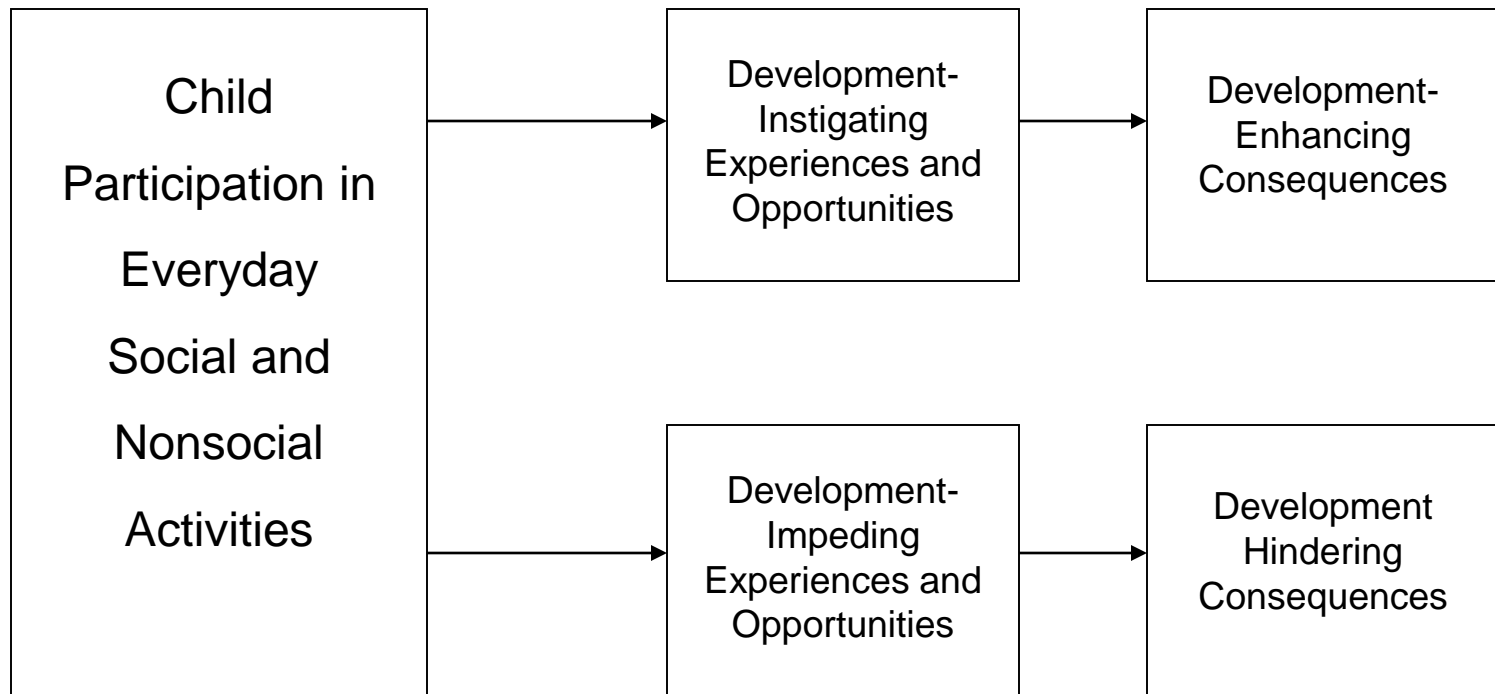 Child
Participation in
Everyday
Social and
Nonsocial
Activities
Development-
Instigating
Experiences and
Opportunities
Development-
Enhancing
Consequences
Development-
Impeding
Experiences and
Opportunities
Development
Hindering
Consequences